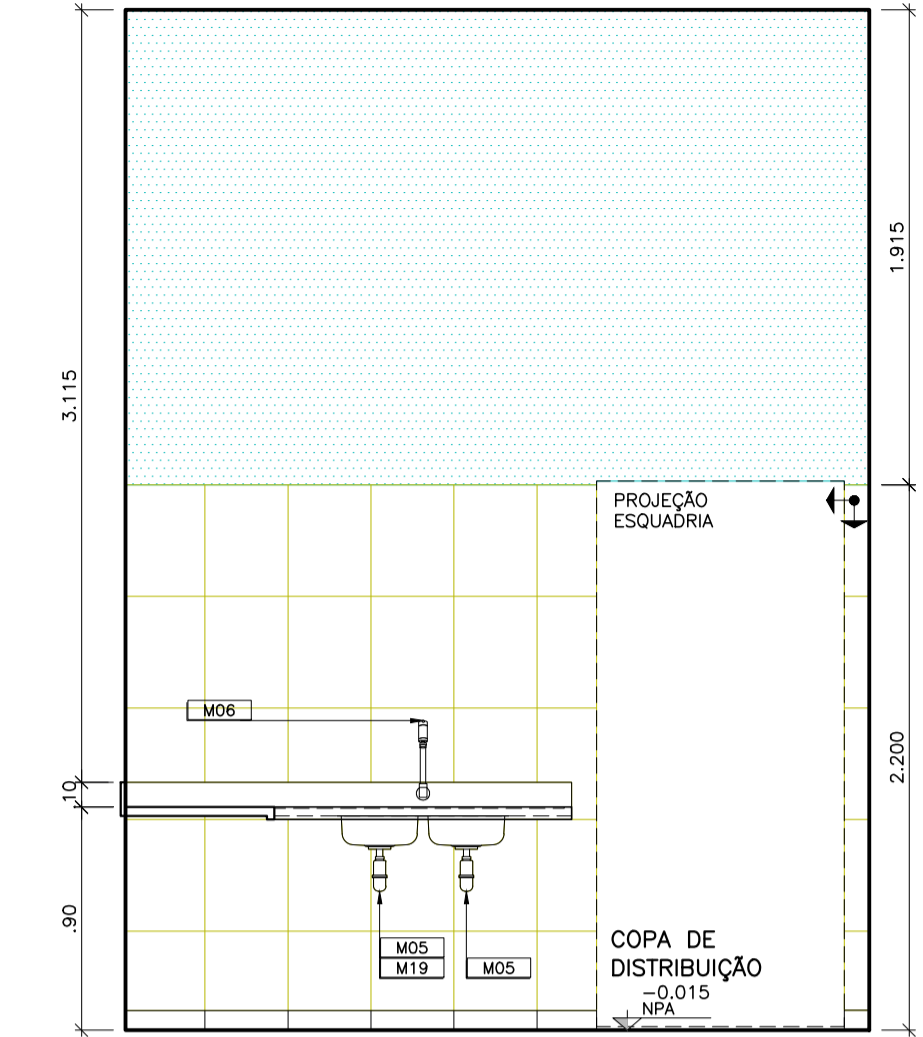 1.915
3.115
PROJEÇÃO
ESQUADRIA
M06
2.200
10
.90
M05
M19
M05
COPA DE
DISTRIBUIÇÃO
-0.015
NPA